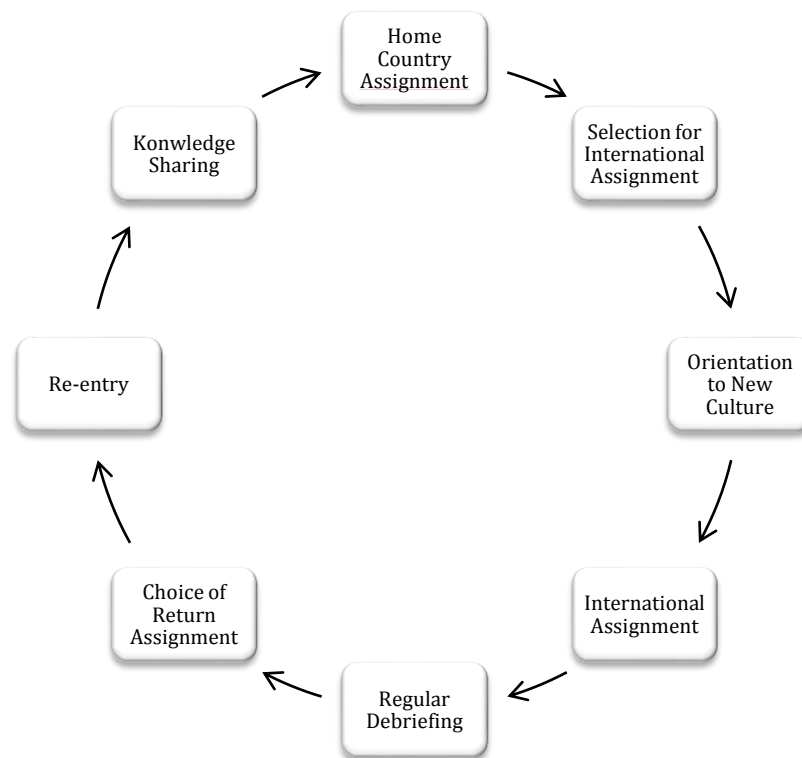 Home
Country
Assignment
Selection for
International
Assignment
Orientation
to New
Culture
International
Assignment
Regular
Debriefing
Choice of
Return
Assignment
Re-entry
Konwledge
Sharing